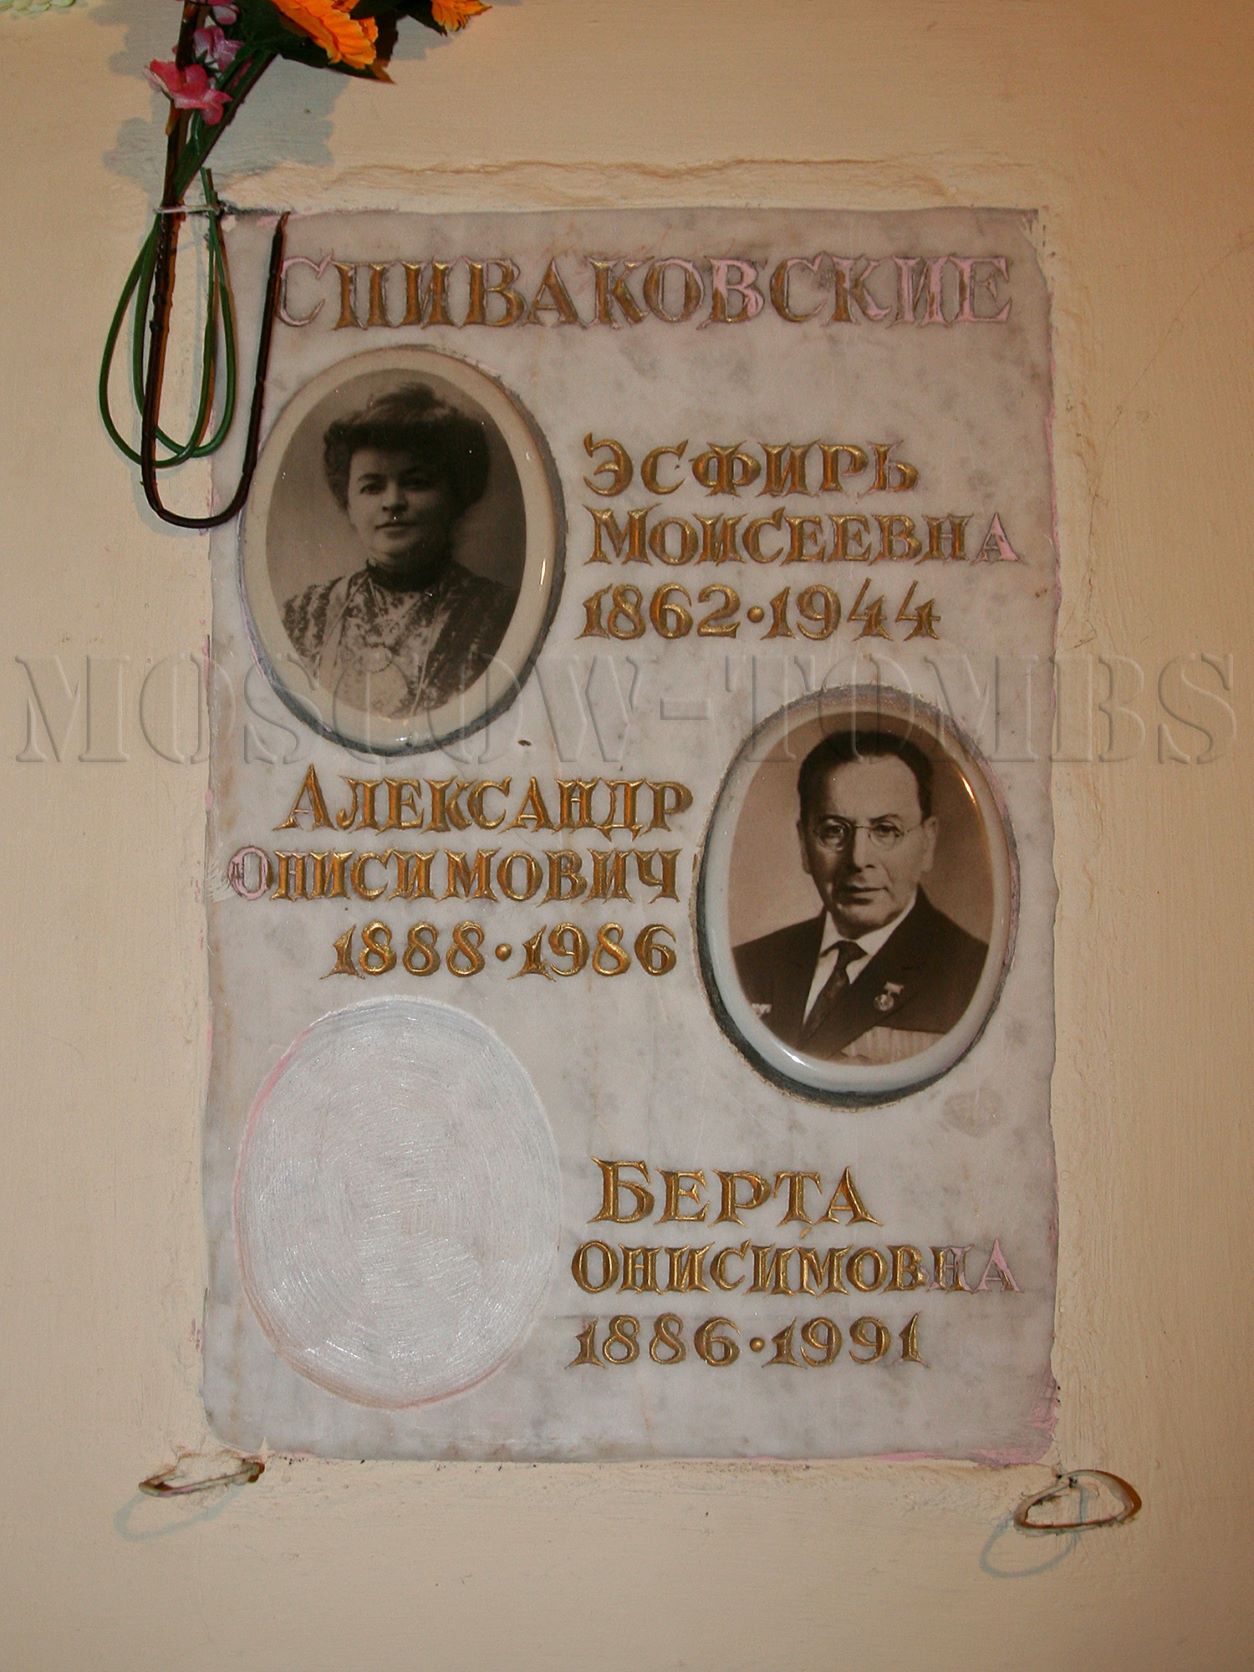 СПИВАКОВСКИЕ
ЭСФИРЬ
МОИСЕЕВНА
1862·1944
MOSCOW-TOMBS
АЛЕКСАНДР
ОНИСИМОВИЧ
1888·1986
БЕРТА
ОНИСИМОВНА
1886·1991